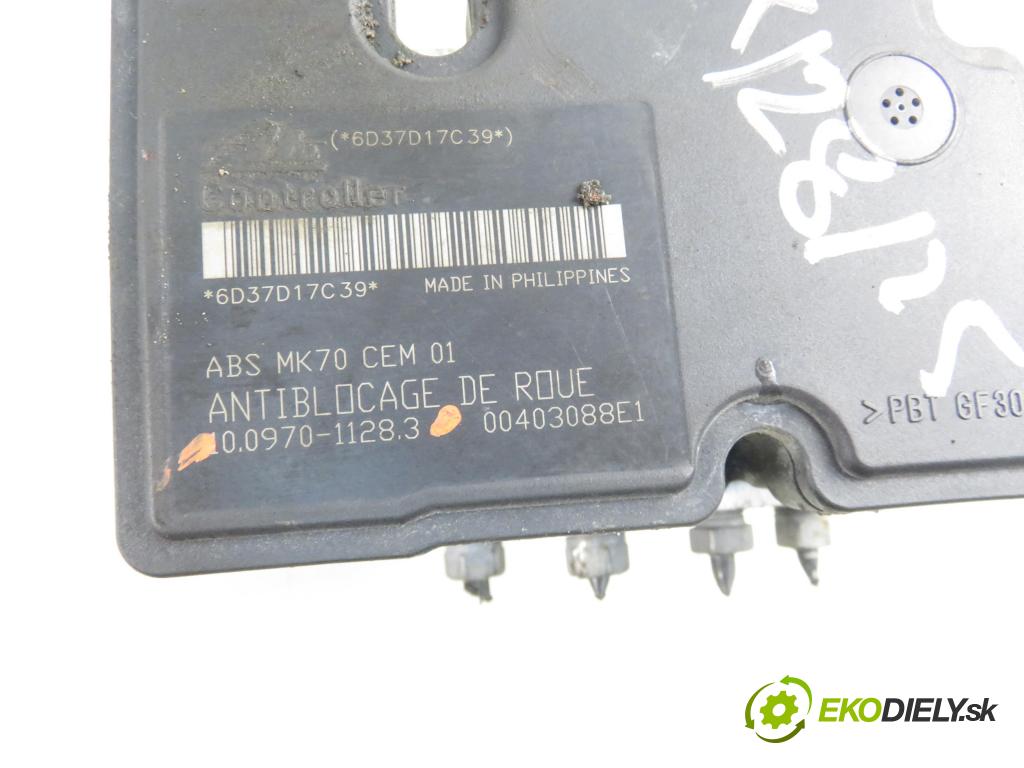 (*6D37D17C39*)
Controller
*6D37D17C39* MADE IN PHILIPPINES
ABS MK70 CEM 01
ANTIBLOCAGE DE ROUE
10.0970-1128.3 00403088E1
>PBT GF30
EKODIELY.sk